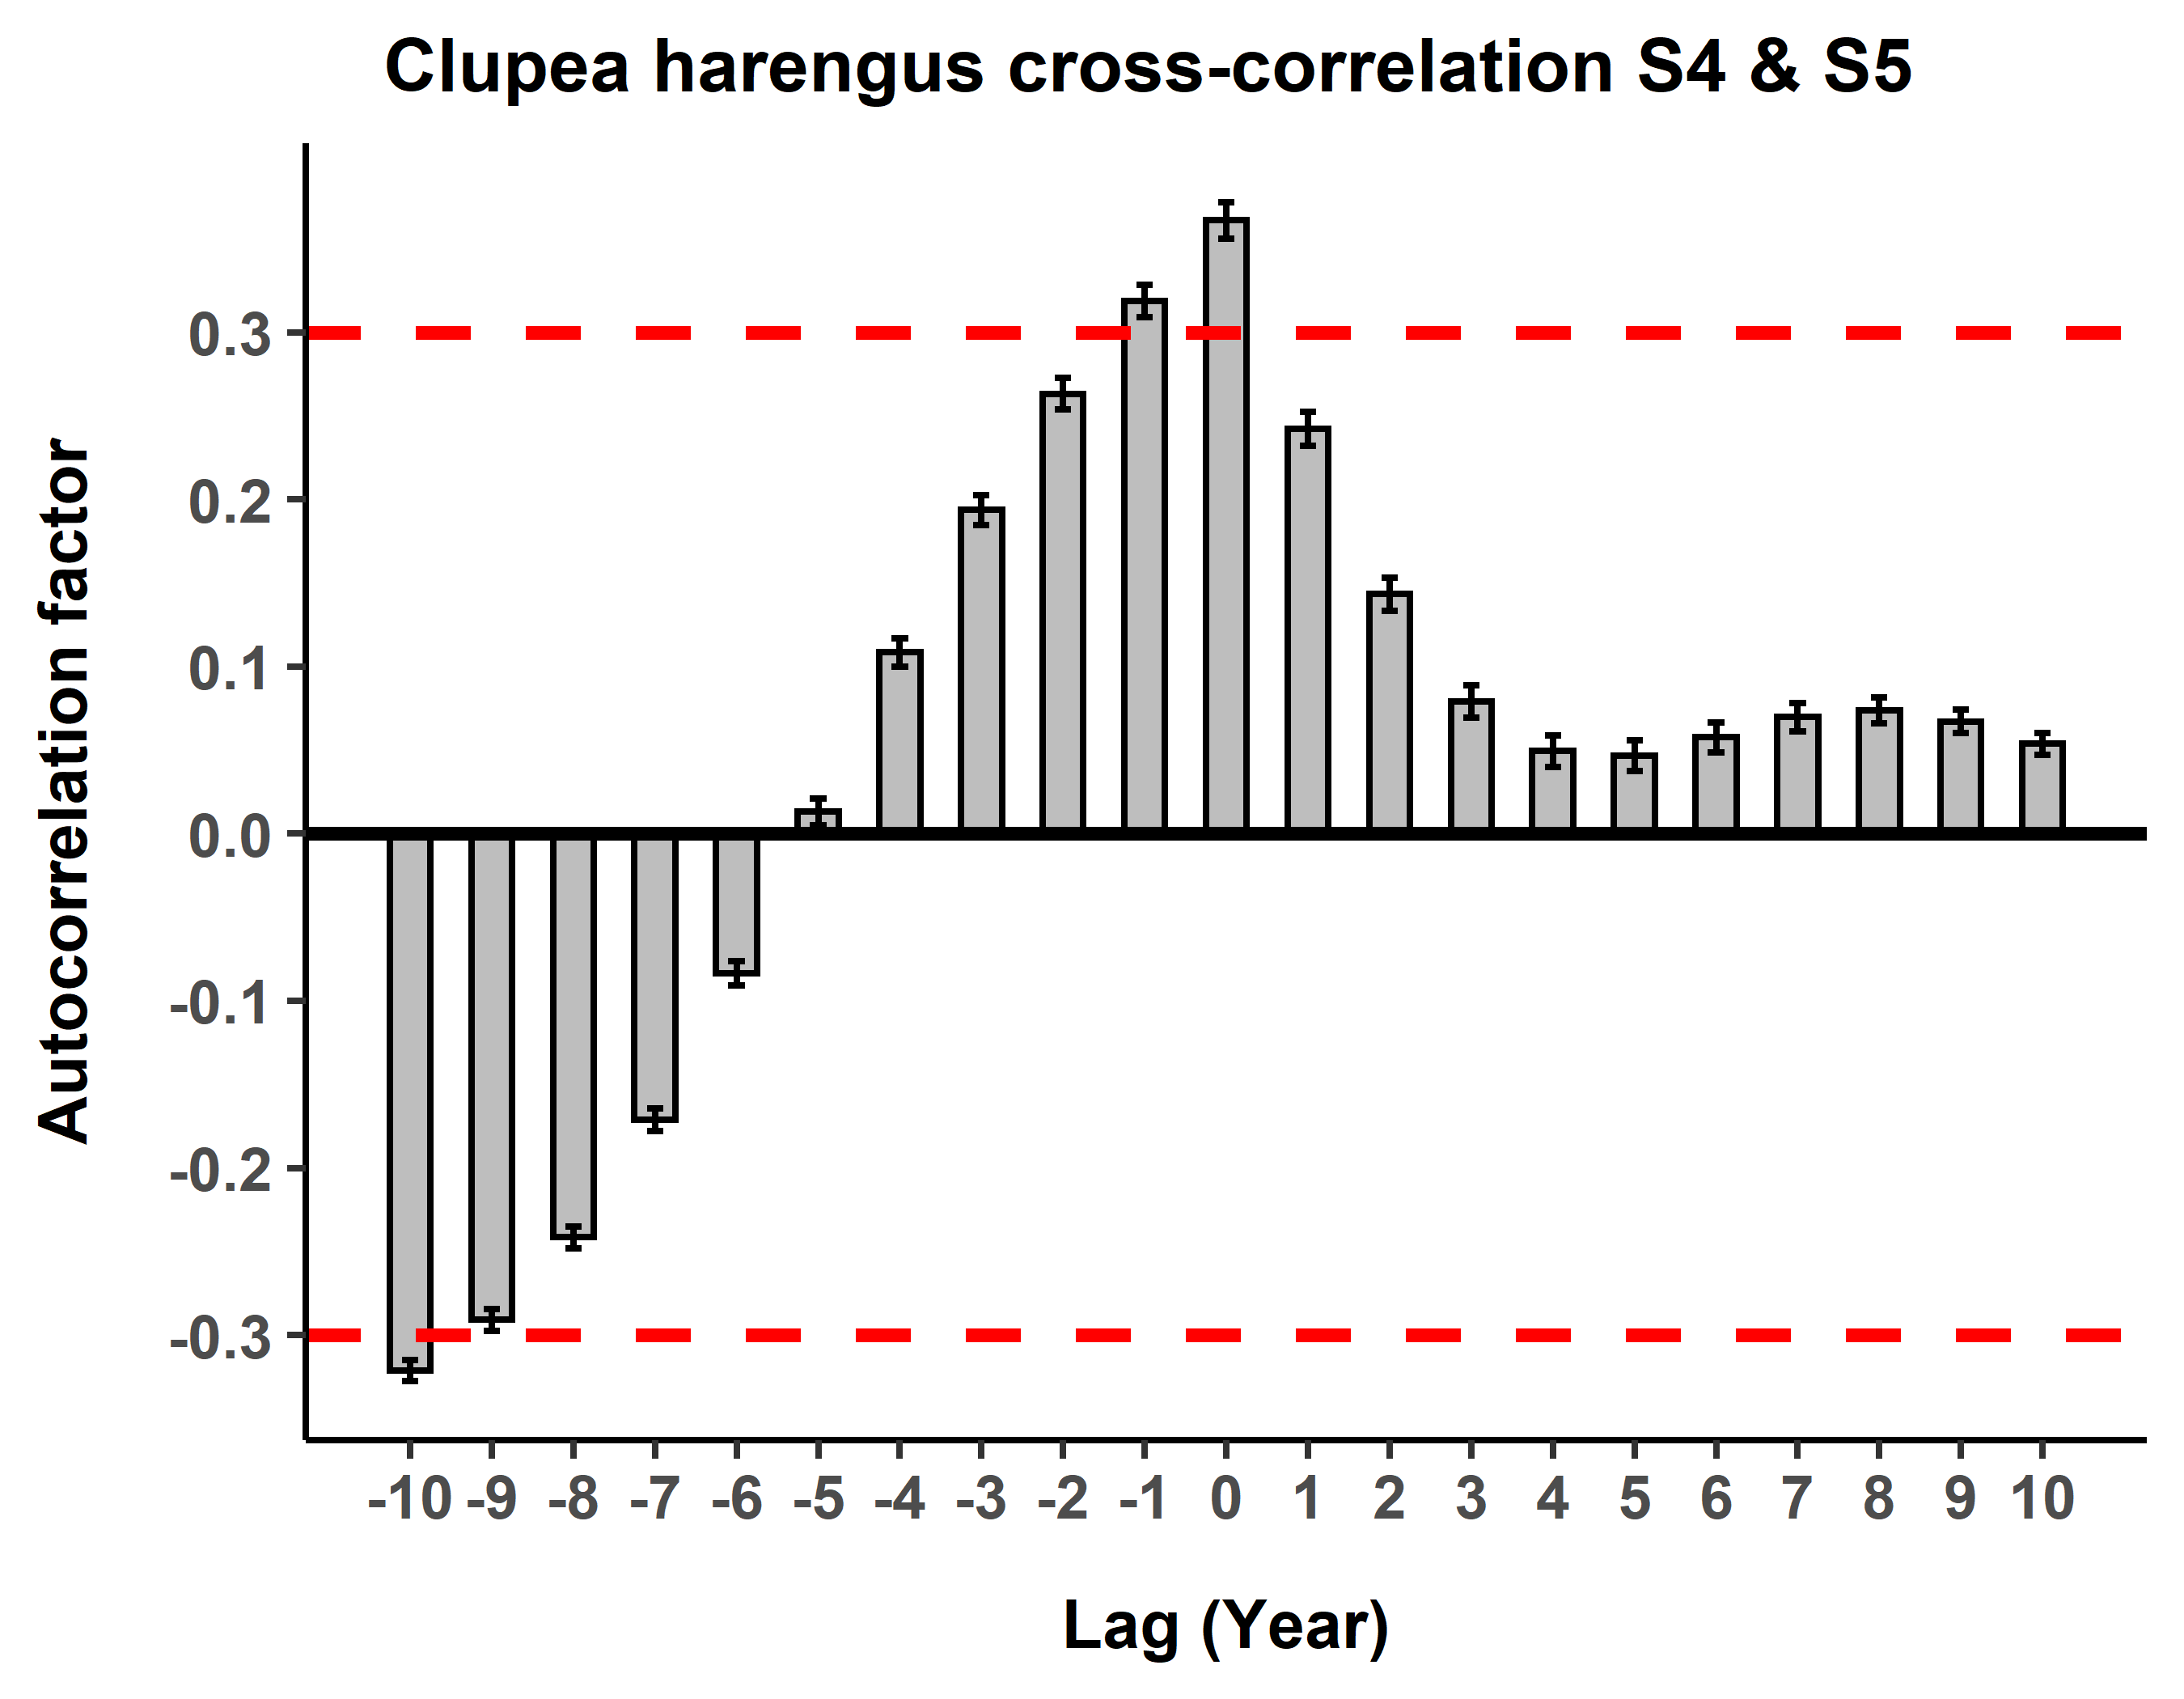 Clupea harengus cross-correlation S4 & S5
Autocorrelation factor
0.3
0.2
0.1
0.0
-0.1
-0.2
-0.3
-10 -9 -8 -7 -6 -5 -4 -3 -2 -1 0 1 2 3 4 5 6 7 8 9 10
Lag (Year)